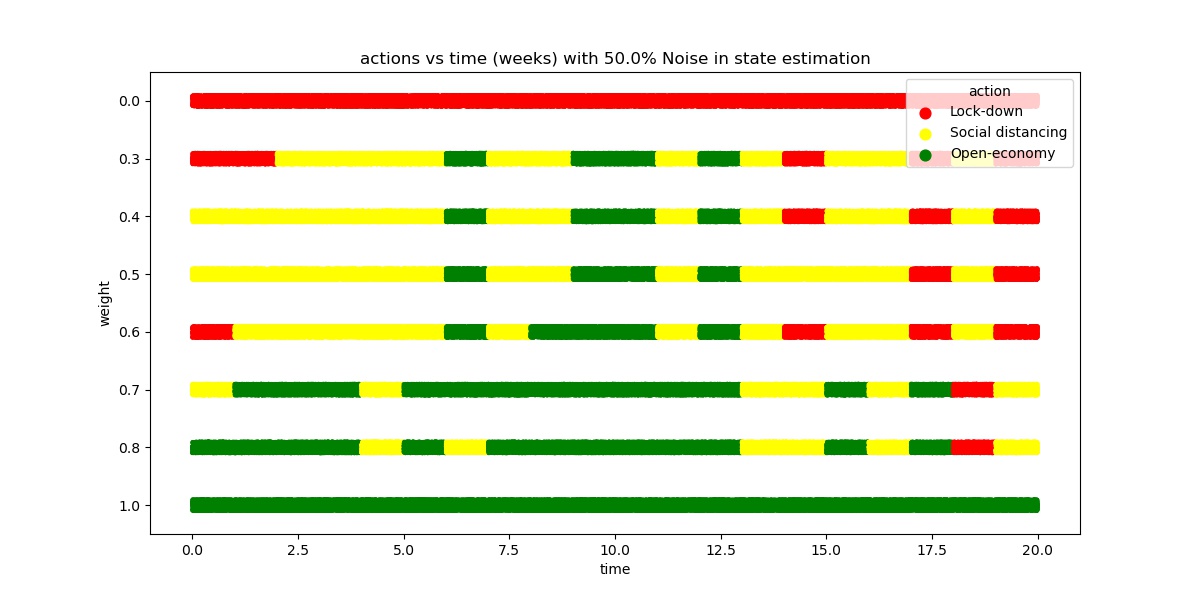 actions vs time (weeks) with 50.0% Noise in state estimation
action
Lock-down
Social distancing
Open-economy
weight
0.0
0.3
0.4
0.5
0.6
0.7
0.8
1.0
0.0 2.5 5.0 7.5 10.0 12.5 15.0 17.5 20.0
time